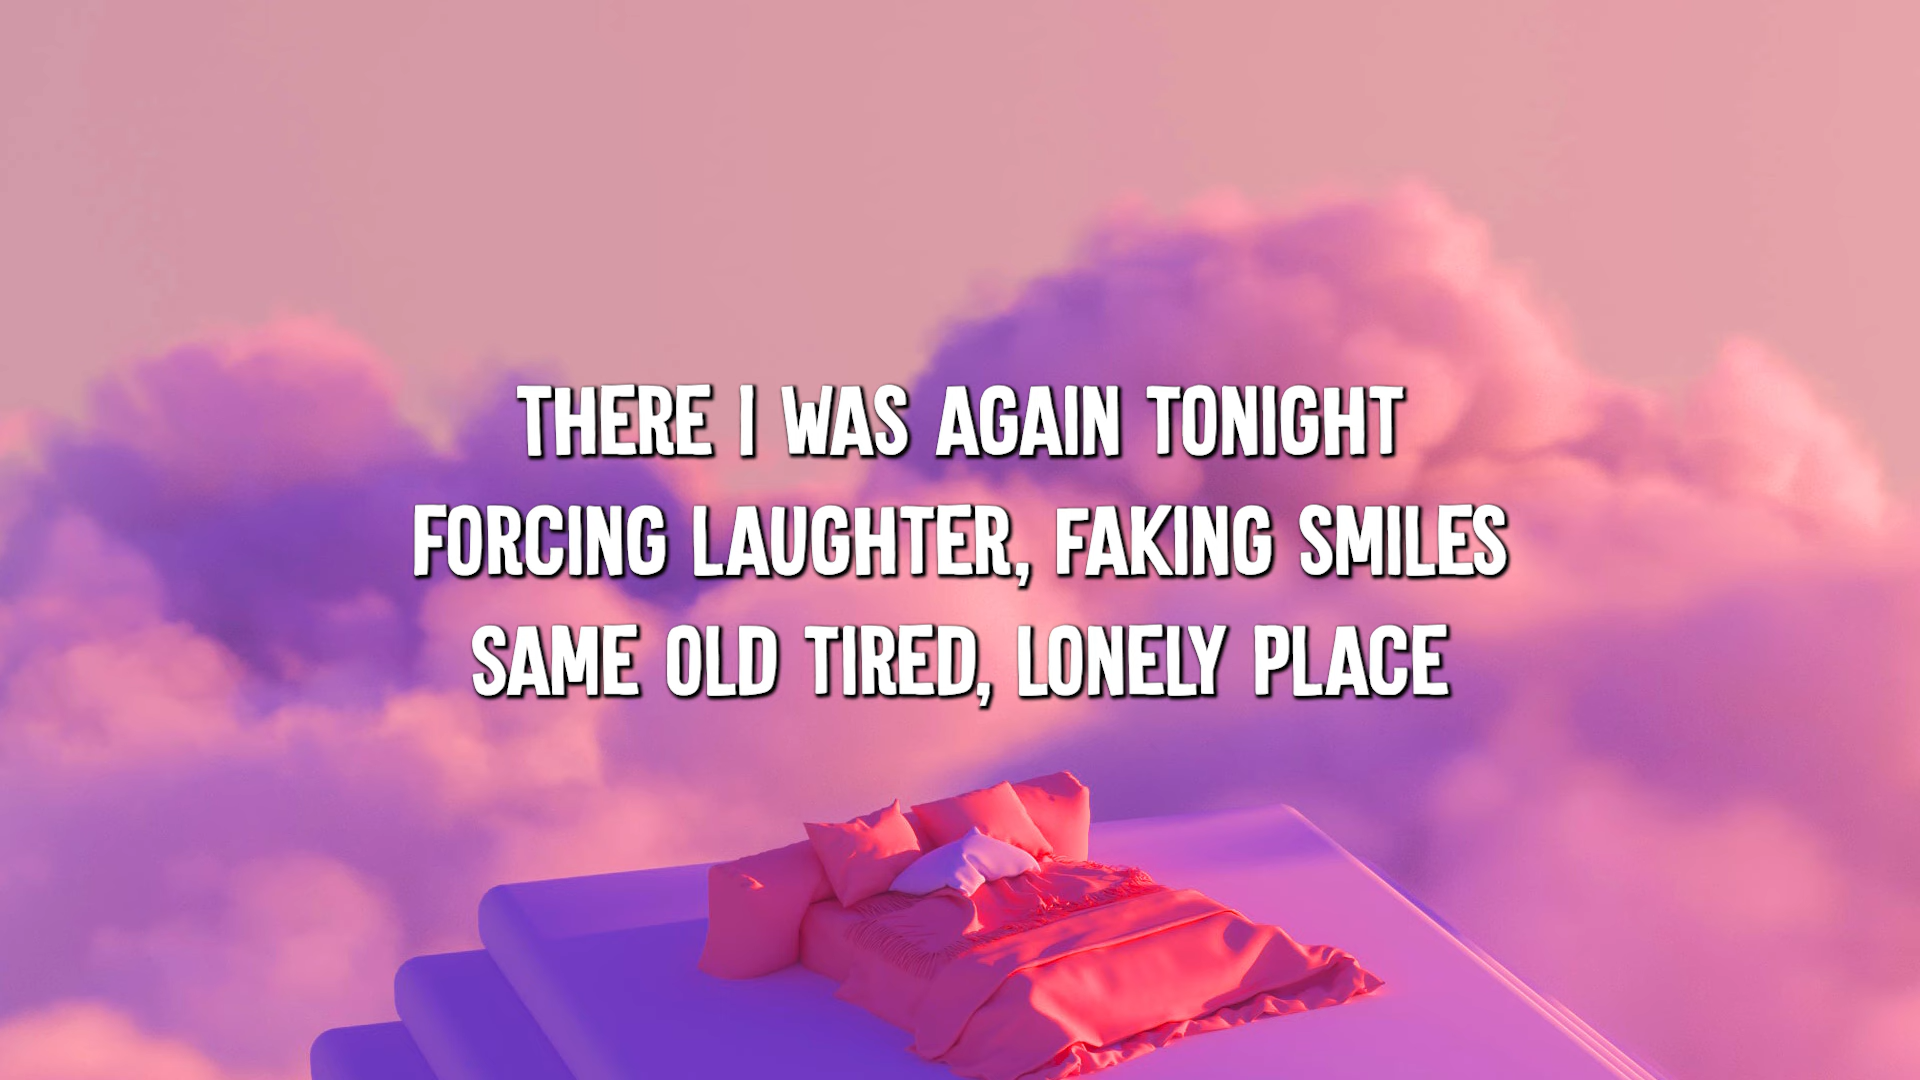 THERE I WAS AGAIN TONIGHT
FORCING LAUGHTER, FAKING SMILES
SAME OLD TIRED, LONELY PLACE